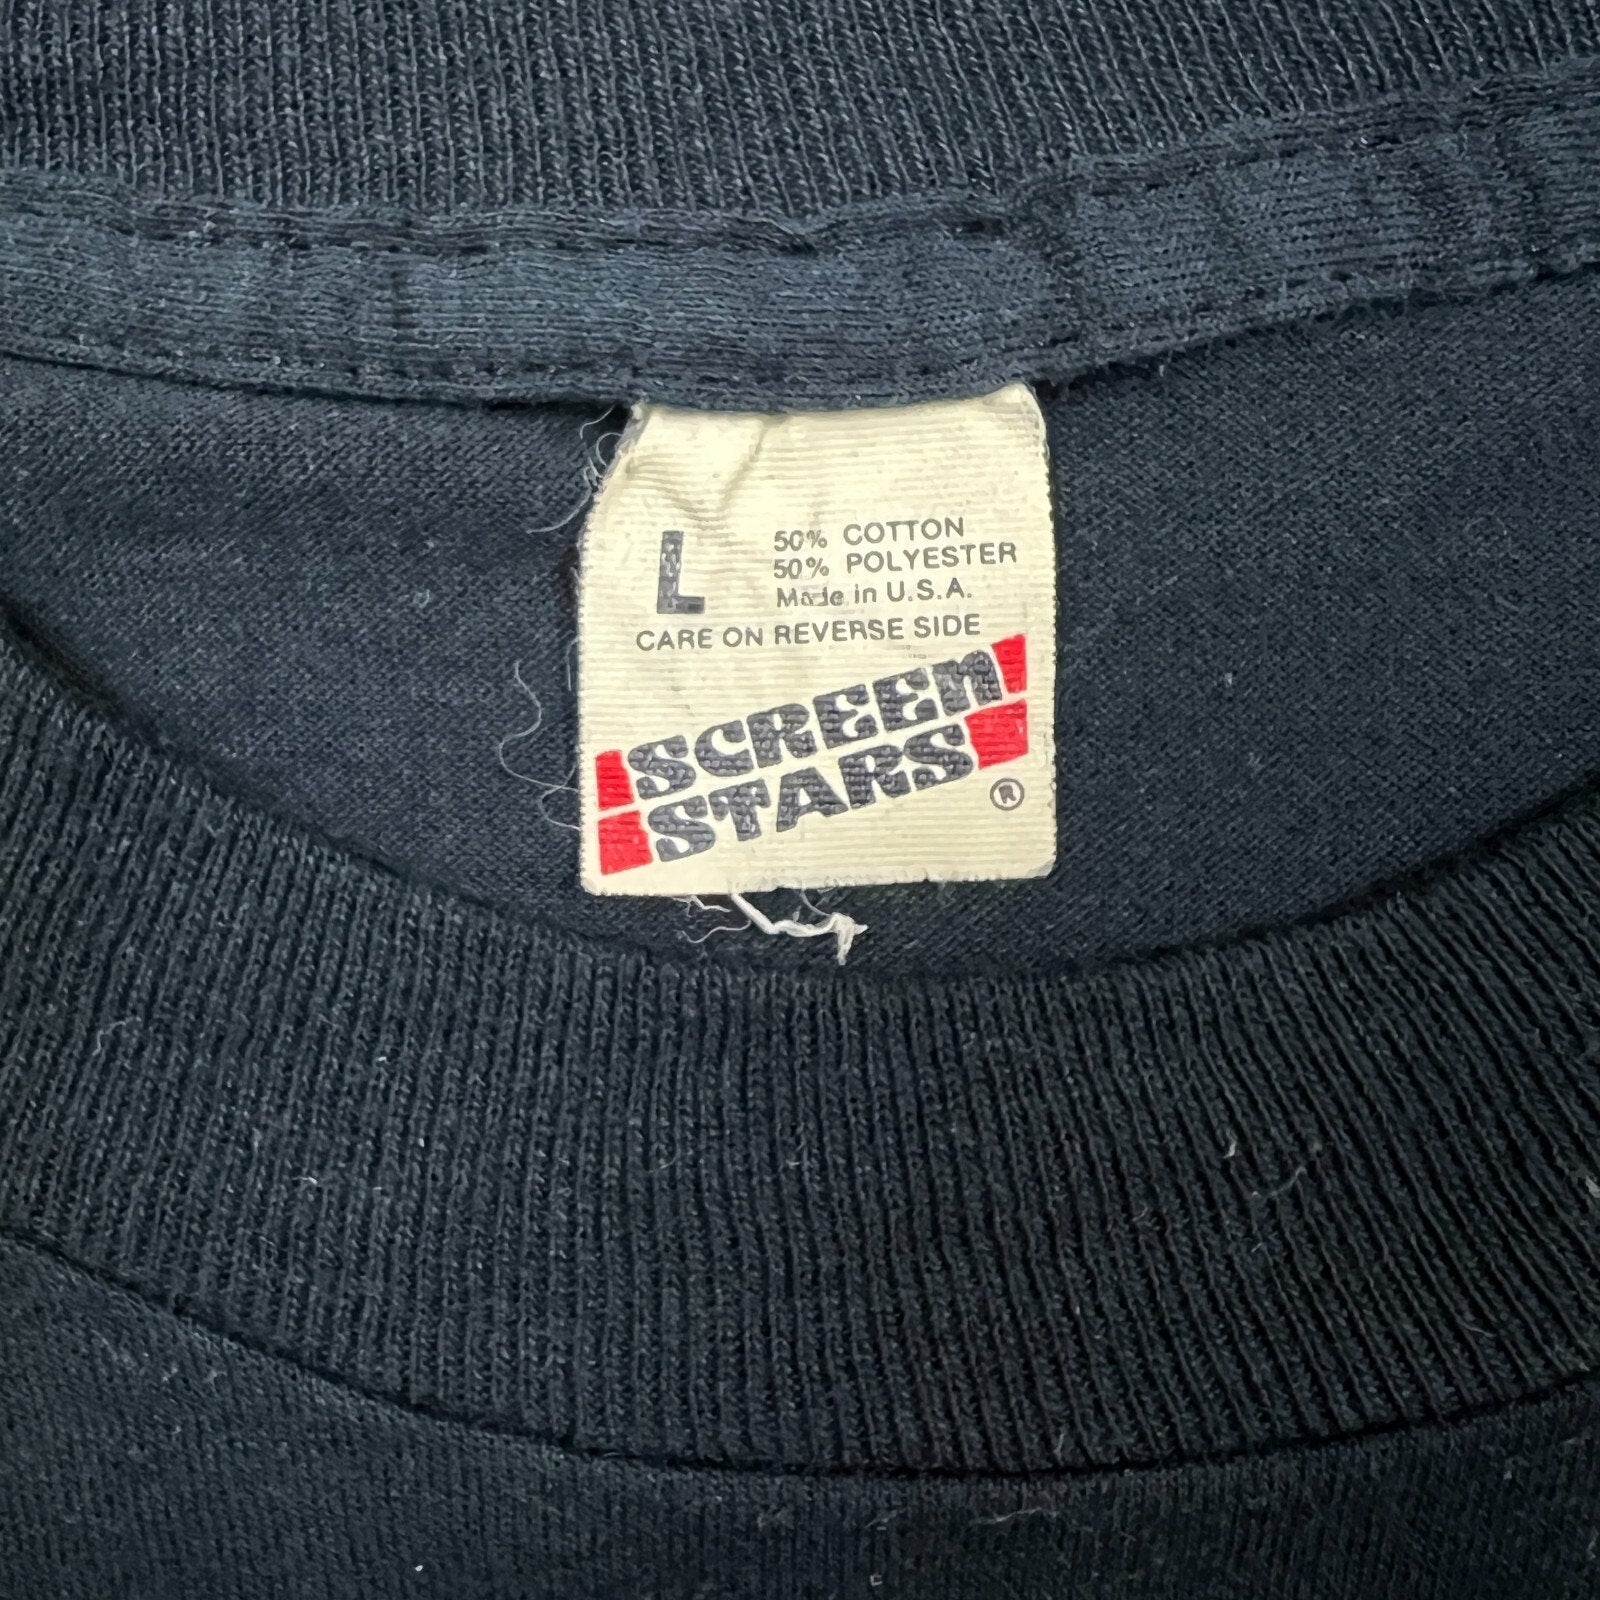 L
50% COTTON
50% POLYESTER
Made in U.S.A.
CARE ON REVERSE SIDE
SCREEN
STARS
®